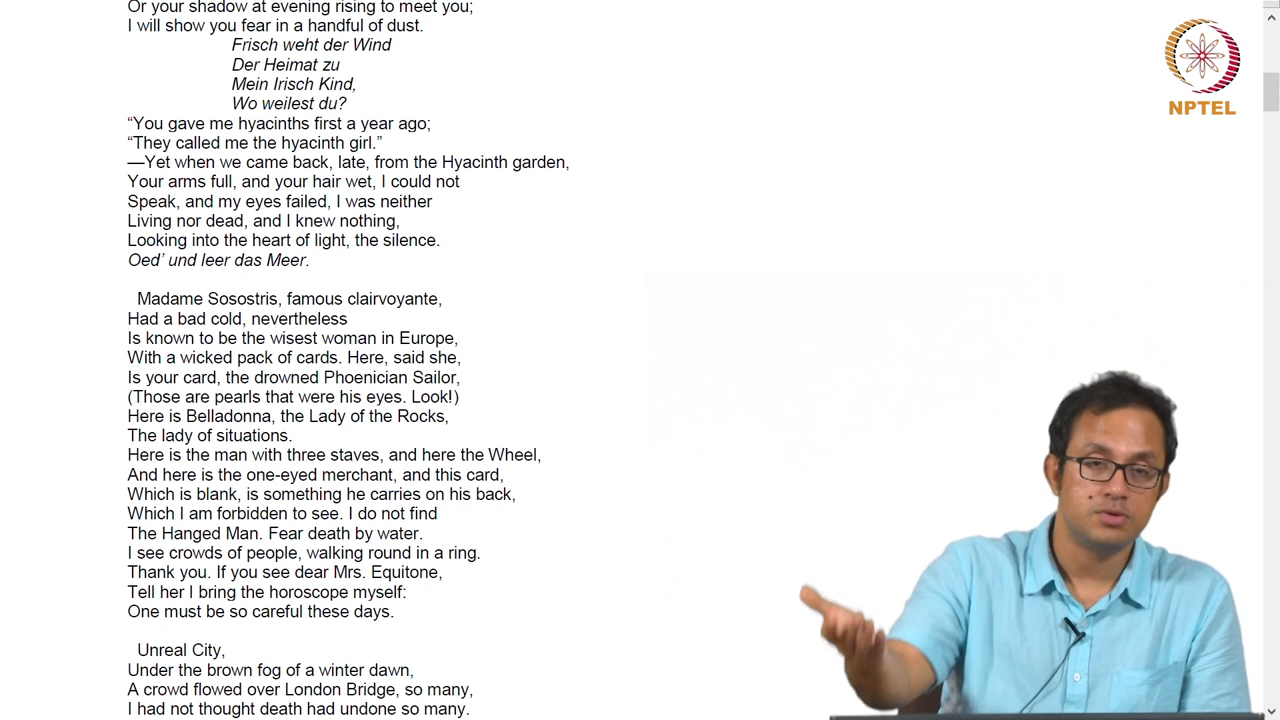 Or your shadow at evening rising to meet you;
I will show you fear in a handful of dust.
Frisch weht der Wind
Der Heimat zu
Mein Irisch Kind,
Wo weilest du?
“You gave me hyacinths first a year ago;
“They called me the hyacinth girl.”
—Yet when we came back, late, from the Hyacinth garden,
Your arms full, and your hair wet, I could not
Speak, and my eyes failed, I was neither
Living nor dead, and I knew nothing,
Looking into the heart of light, the silence.
Oed’ und leer das Meer.
Madame Sosostris, famous clairvoyante,
Had a bad cold, nevertheless
Is known to be the wisest woman in Europe,
With a wicked pack of cards. Here, said she,
Is your card, the drowned Phoenician Sailor,
(Those are pearls that were his eyes. Look!)
Here is Belladonna, the Lady of the Rocks,
The lady of situations.
Here is the man with three staves, and here the Wheel,
And here is the one-eyed merchant, and this card,
Which is blank, is something he carries on his back,
Which I am forbidden to see. I do not find
The Hanged Man. Fear death by water.
I see crowds of people, walking round in a ring.
Thank you. If you see dear Mrs. Equitone,
Tell her I bring the horoscope myself:
One must be so careful these days.
Unreal City,
Under the brown fog of a winter dawn,
A crowd flowed over London Bridge, so many,
I had not thought death had undone so many.
NPTEL